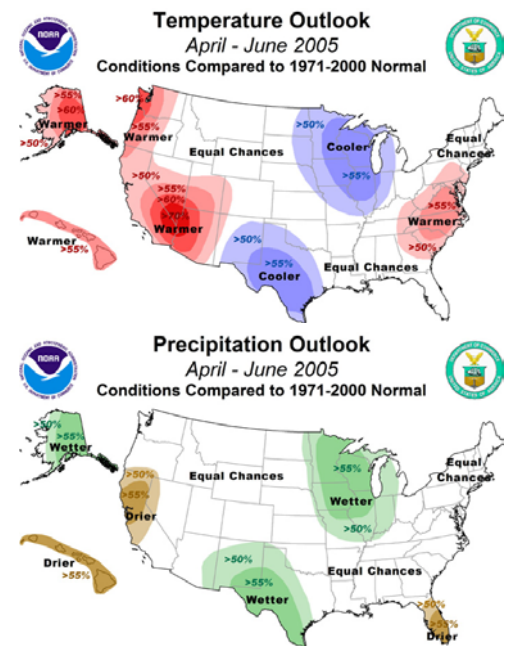 Temperature Outlook
April - June 2005
Conditions Compared to 1971-2000 Normal
NOAA
>55%
>60%
Warmer
>50%
>60%
>55%
Warmer
>50%
Cooler
>55%
Equal Chances
Equal
Chances
>50%
>55%
>60%
>70%
Warmer
>55%
Warmer
>50%
Warmer
>55%
>50%
>55%
Cooler
Equal Chances
Precipitation Outlook
April - June 2005
Conditions Compared to 1971-2000 Normal
NOAA
>50%
>55%
Wetter
>50%
>55%
Drier
Equal Chances
>55%
Wetter
>50%
Equal
Chances
Drier
>55%
>50%
>55%
Wetter
Equal Chances
>50%
>55%
Drier